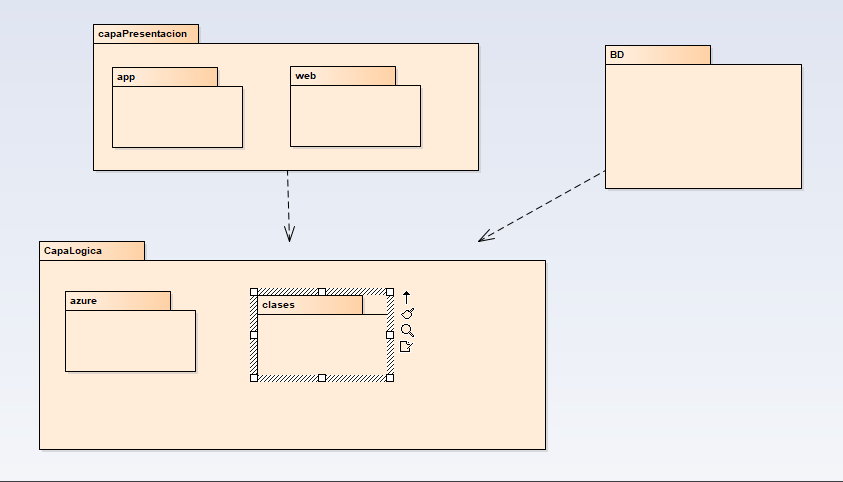 capaPresentacion
app
web
BD
CapaLogica
azure
clases